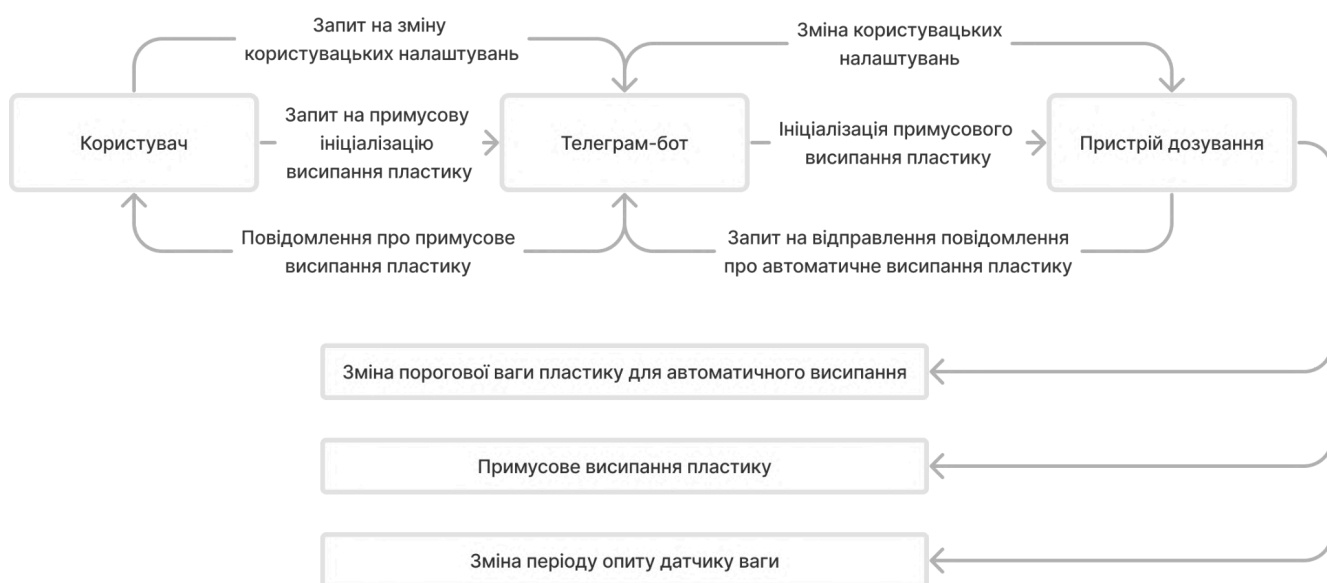 Запит на зміну
користувацьких налаштувань
Зміна користувацьких
налаштувань
Користувач
Запит на примусову
ініціалізацію
висипання пластику
Телеграм-бот
Ініціалізація примусового
висипання пластику
Пристрій дозування
Повідомлення про примусове
висипання пластику
Запит на відправлення повідомлення
про автоматичне висипання пластику
Зміна порогової ваги пластику для автоматичного висипання
Примусове висипання пластику
Зміна періоду опиту датчику ваги